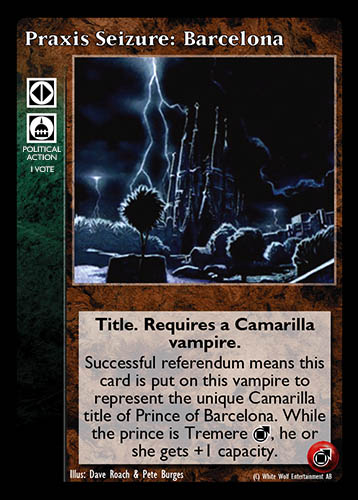 Praxis Seizure: Barcelona
POLITICAL
ACTION
1 VOTE
Title. Requires a Camarilla
vampire.
Successful referendum means this
card is put on this vampire to
represent the unique Camarilla
title of Prince of Barcelona. While
the prince is Tremere , he or
she gets +1 capacity.
Illus: Dave Roach & Pete Burges
(C) White Wolf Entertainment AB